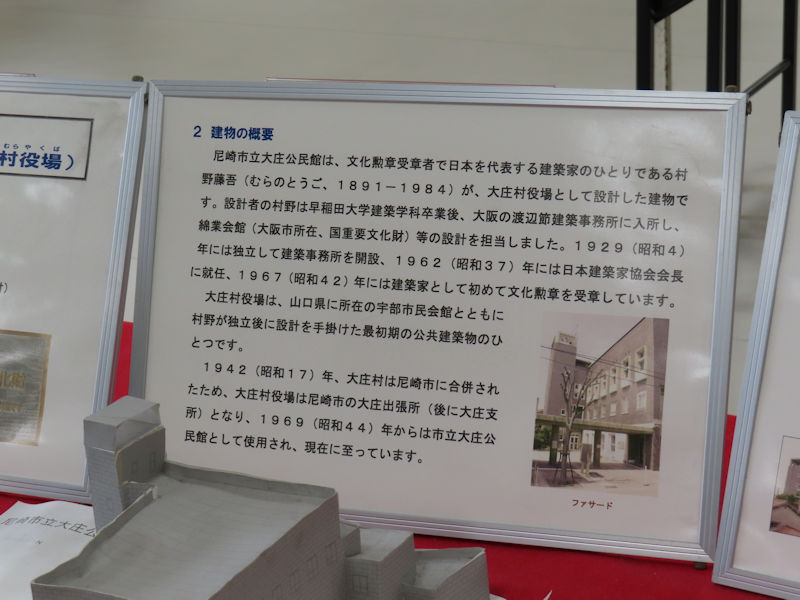 むらやくば
村役場）
2 建物の概要
尼崎市立大庄公民館は、文化勲章受章者で日本を代表する建築家のひとりである村
野藤吾（むらのとうご、1891－1984）が、大庄村役場として設計した建物で
す。設計者の村野は早稲田大学建築学科卒業後、大阪の渡辺節建築事務所に入所し、
綿業会館（大阪市所在、国重要文化財）等の設計を担当しました。1929（昭和4）
年には独立して建築事務所を開設、1962（昭和37）年には日本建築家協会会長
に就任、1967（昭和42）年には建築家として初めて文化勲章を受章しています。
大庄村役場は、山口県に所在の宇部市民会館とともに
村野が独立後に設計を手掛けた最初期の公共建築物のひ
とつです。
1942（昭和17）年、大庄村は尼崎市に合併され
たため、大庄村役場は尼崎市の大庄出張所（後に大庄支
所）となり、1969（昭和44）年からは市立大庄公
民館として使用され、現在に至っています。
ファサード
尼崎市立大庄公